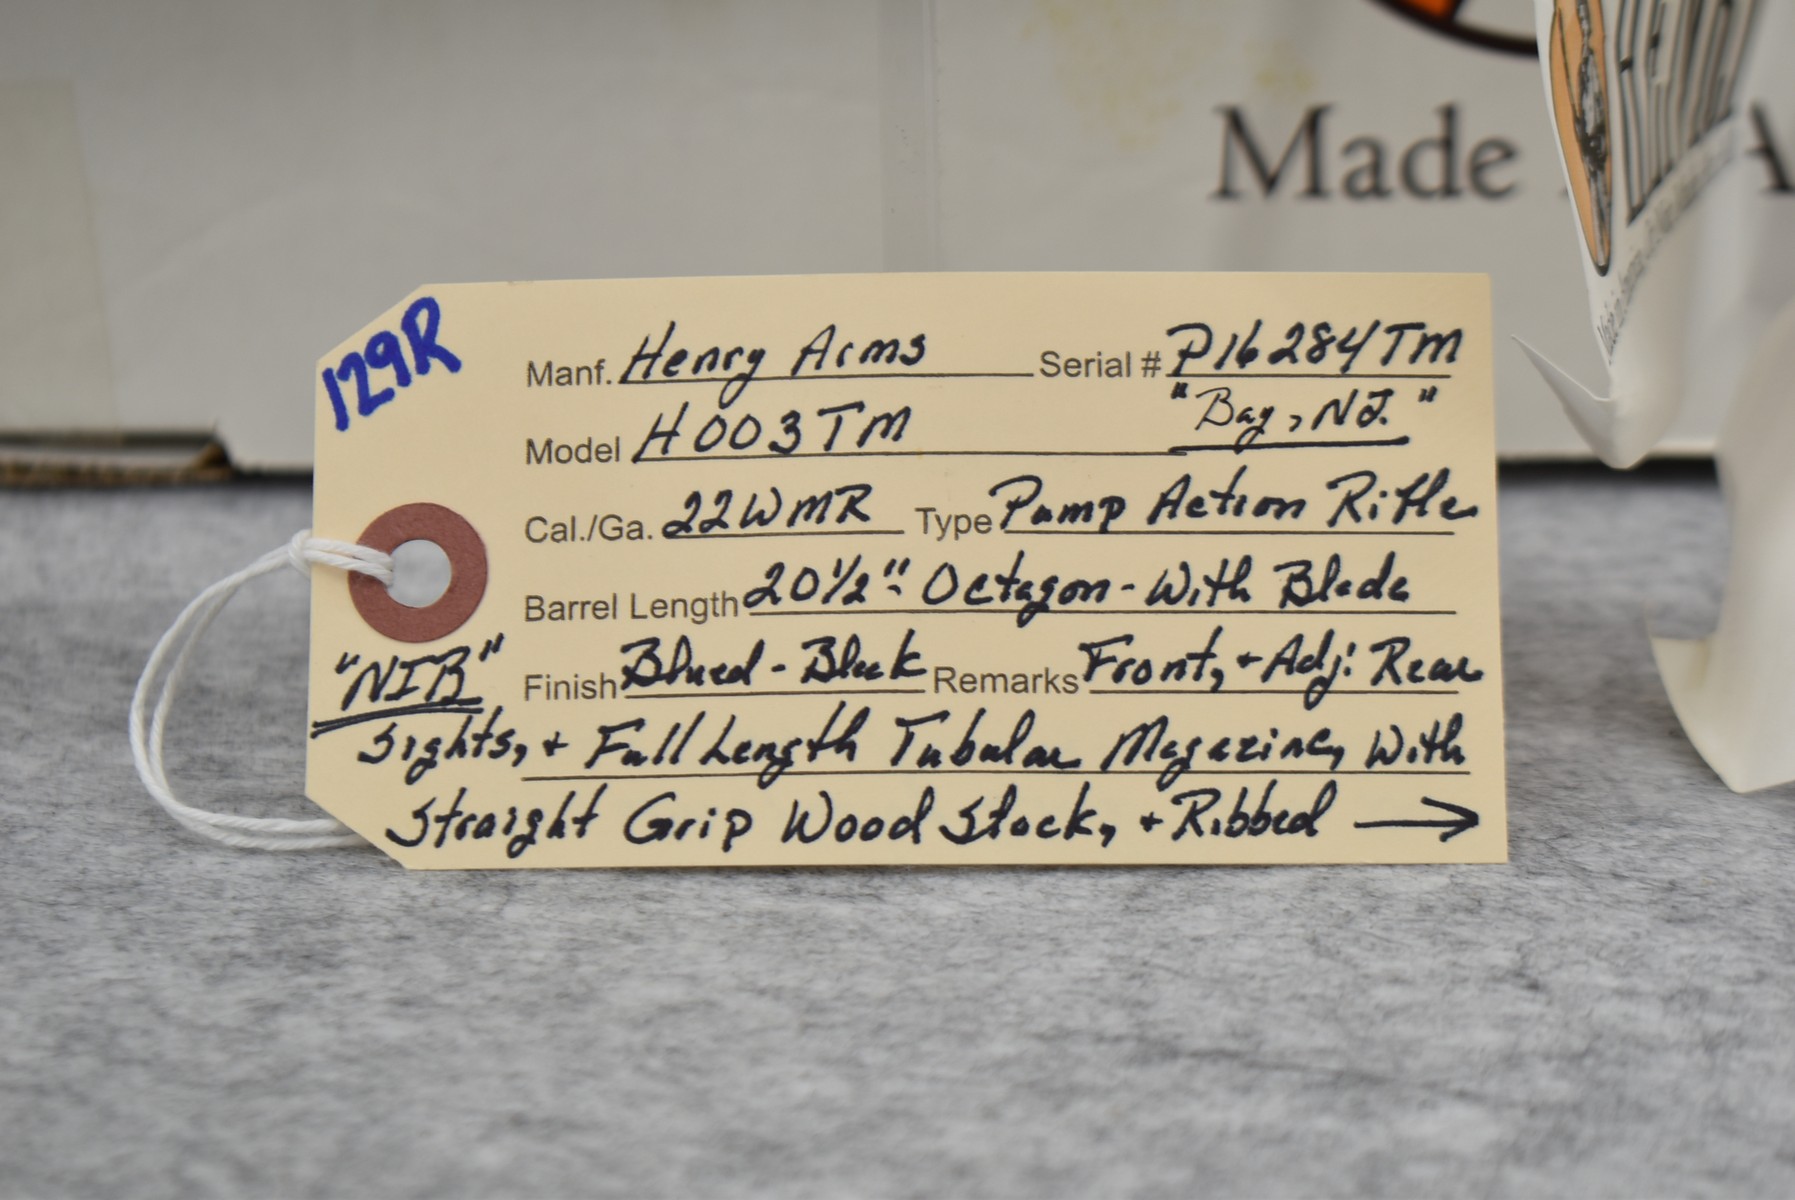 Made
129R
Manf. Henry Arms Serial # P16284TM
Model H003TM "Bay, NJ."
Cal./Ga. 22WMR Type Pump Action Rifle
Barrel Length 20 1/2" Octagon - With Blade
"NIB" Finish Blued - Black Remarks Front, + Adj: Rear
Sights, + Full Length Tubular Magazine, With
Straight Grip Wood Stock, + Ribbed →